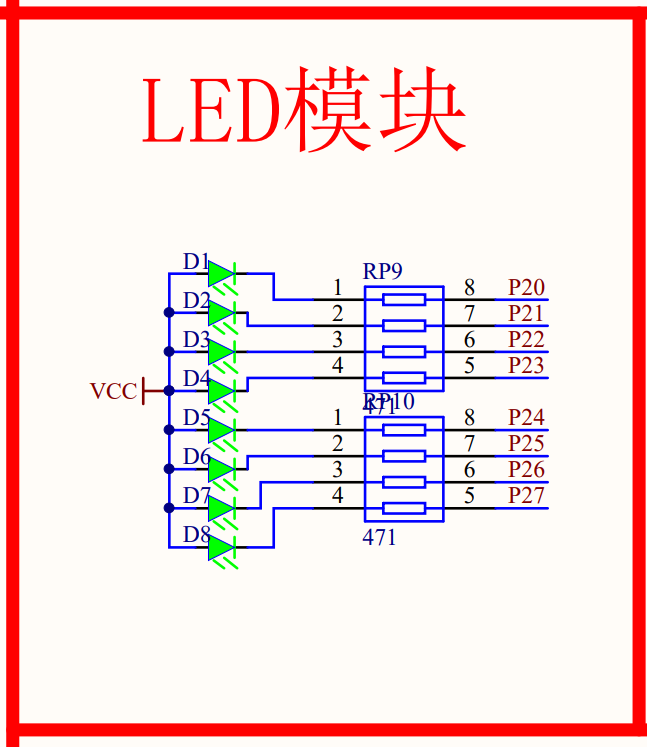 LED模块
D1
RP9
1 8 P20
D2
2 7 P21
D3
3 6 P22
D4
4 5 P23
VCC
471
RP10
D5
1 8 P24
D6
2 7 P25
D7
3 6 P26
4 5 P27
D8
471